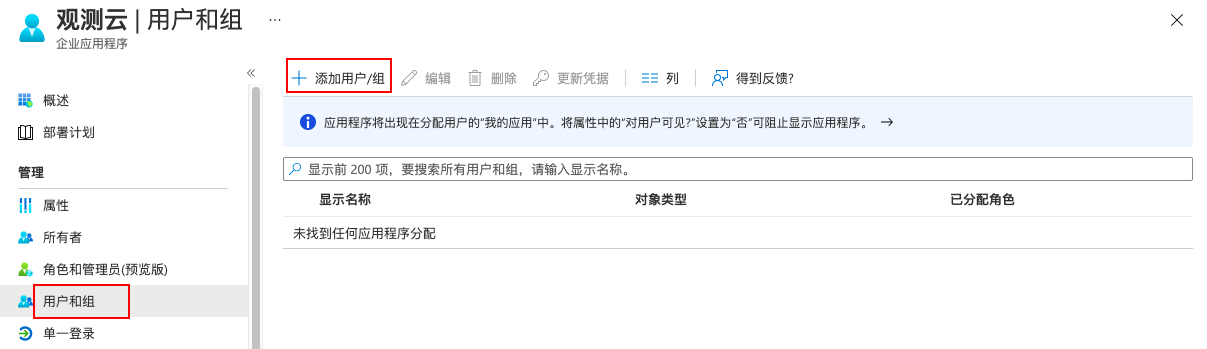 观测云 | 用户和组 ...
企业应用程序
«
概述
部署计划
管理
属性
所有者
角色和管理员(预览版)
用户和组
单一登录
添加用户/组 编辑 删除 更新凭据 列 得到反馈?
应用程序将出现在分配用户的“我的应用”中。将属性中的“对用户可见?”设置为“否”可阻止显示应用程序。 →
显示前 200 项，要搜索所有用户和组，请输入显示名称。
显示名称 对象类型 已分配角色
未找到任何应用程序分配